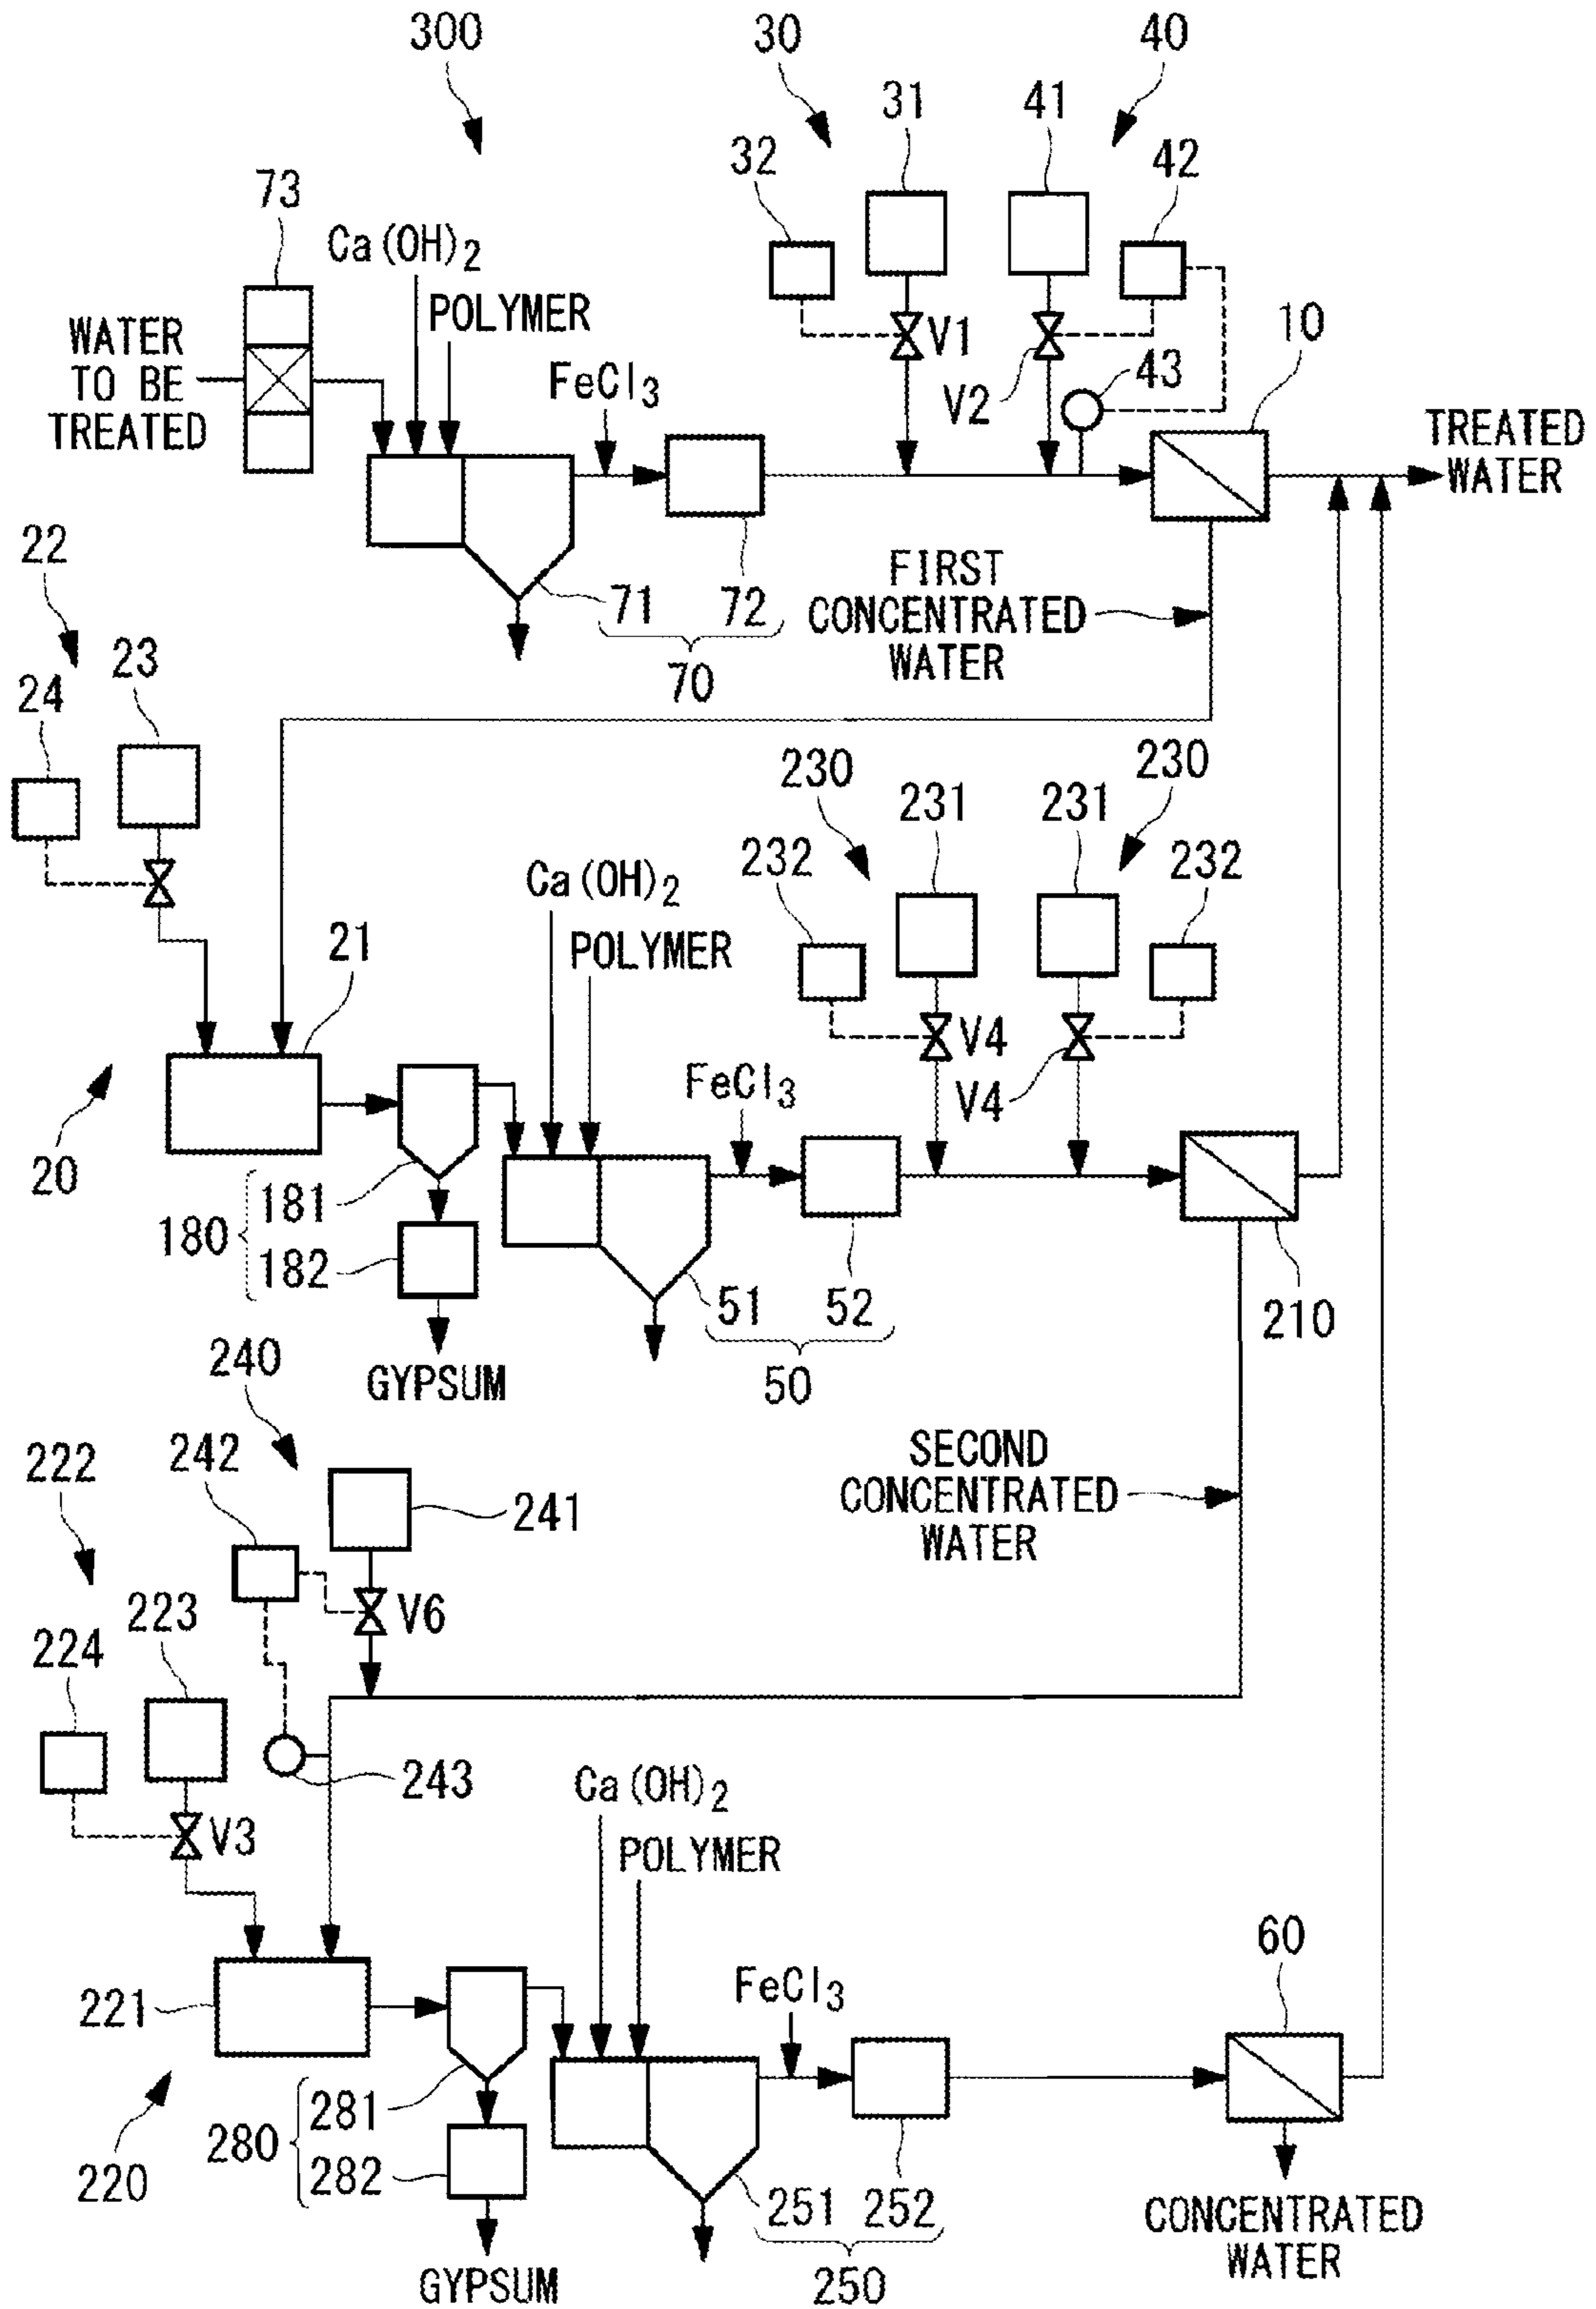 300
30
40
31
41
32
42
73
Ca(OH)2
POLYMER
WATER
TO BE
TREATED
FeCl3
V1
V2
43
10
TREATED
WATER
22
23
24
71
72
70
FIRST
CONCENTRATED
WATER
230
230
231
231
232
232
Ca(OH)2
POLYMER
21
V4
V4
FeCl3
20
181
180
182
51
52
50
210
GYPSUM
240
242
241
222
223
224
V6
SECOND
CONCENTRATED
WATER
243
V3
Ca(OH)2
POLYMER
221
FeCl3
60
220
281
280
282
251
252
250
GYPSUM
CONCENTRATED
WATER